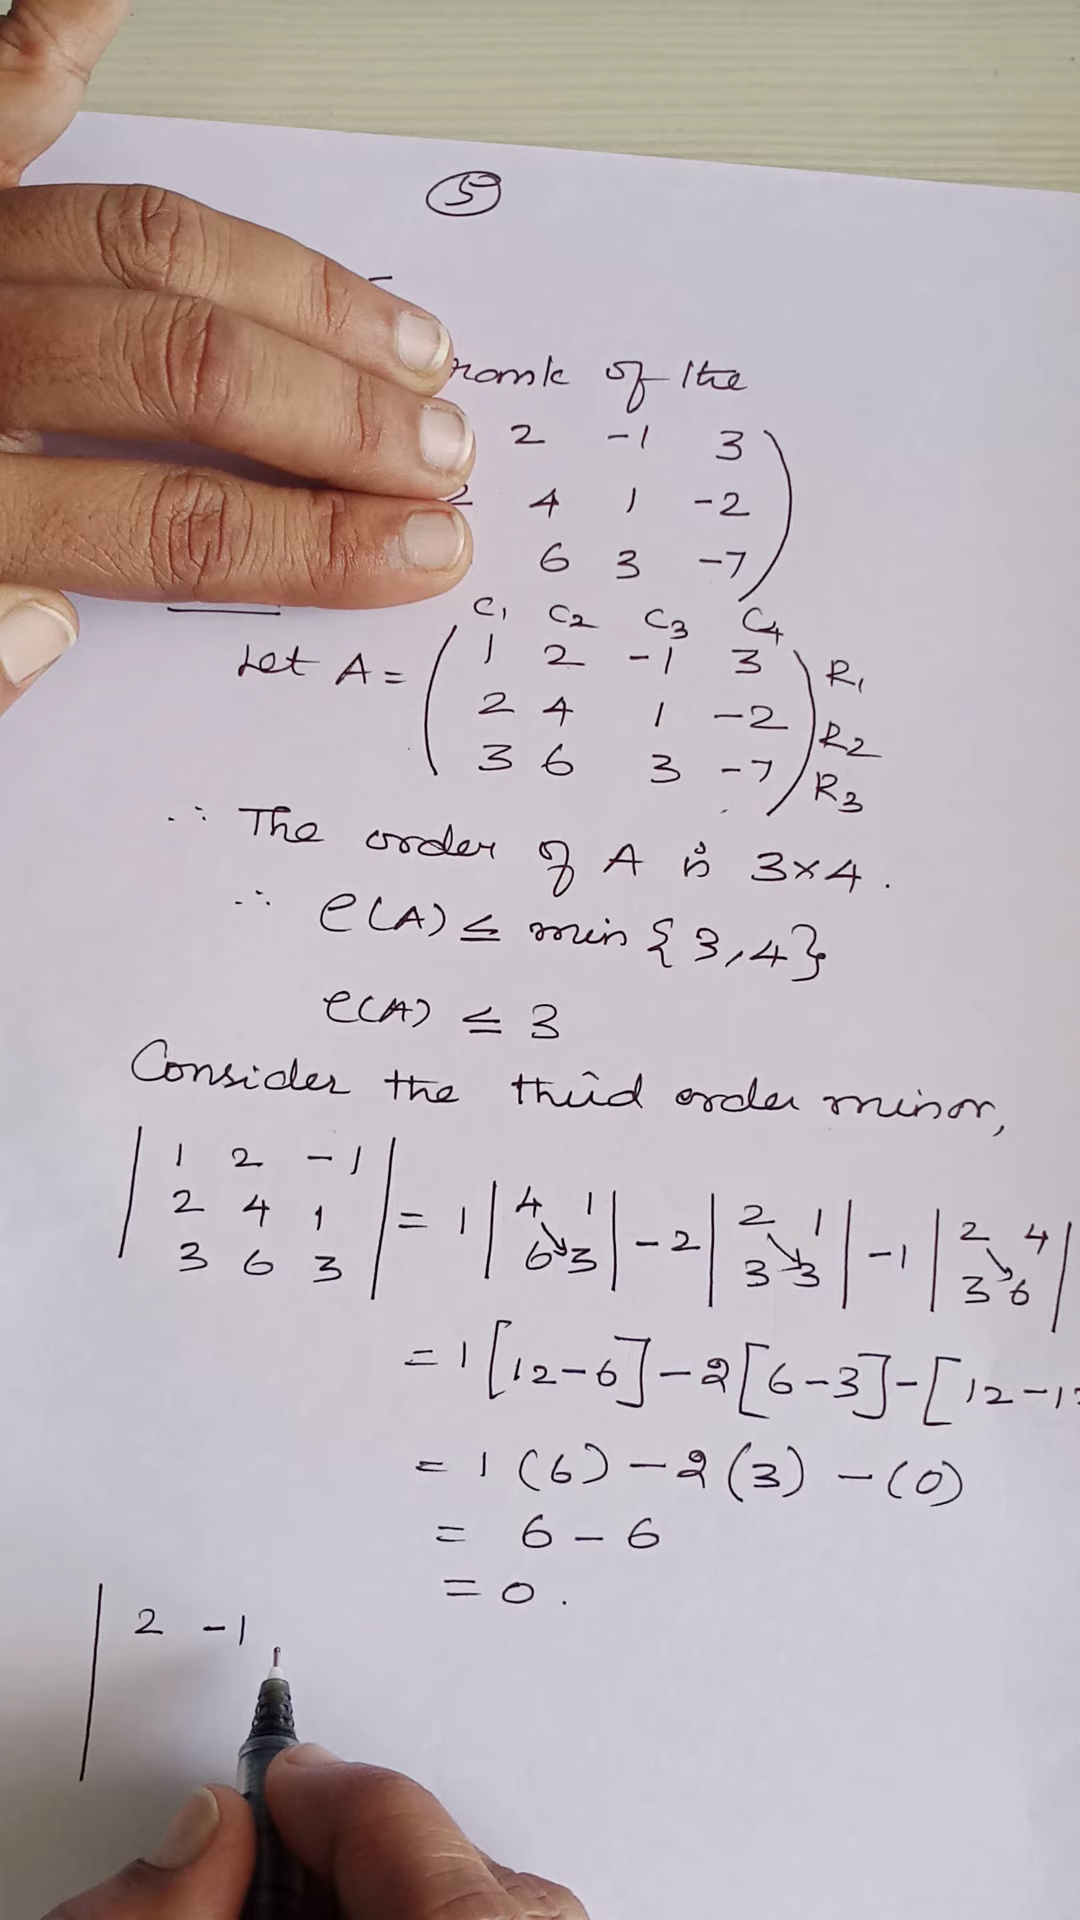 5
rank of the
2 -1 3
2 4 1 -2
6 3 -7
C1 C2 C3 C4
Let A = ( 1 2 -1 3 ) R1
2 4 1 -2 R2
3 6 3 -7 R3
∴ The order of A is 3×4.
∴ ρ(A) ≤ min {3,4}
ρ(A) ≤ 3
Consider the third order minor,
| 1 2 -1 |
| 2 4 1 | = 1 | 4 1 | -2 | 2 1 | -1 | 2 4 |
| 3 6 3 | | 6 3 | | 3 3 | | 3 6 |
= 1 [12-6] -2 [6-3] - [12-1
= 1 (6) - 2 (3) - (0)
= 6 - 6
= 0.
| 2 -1